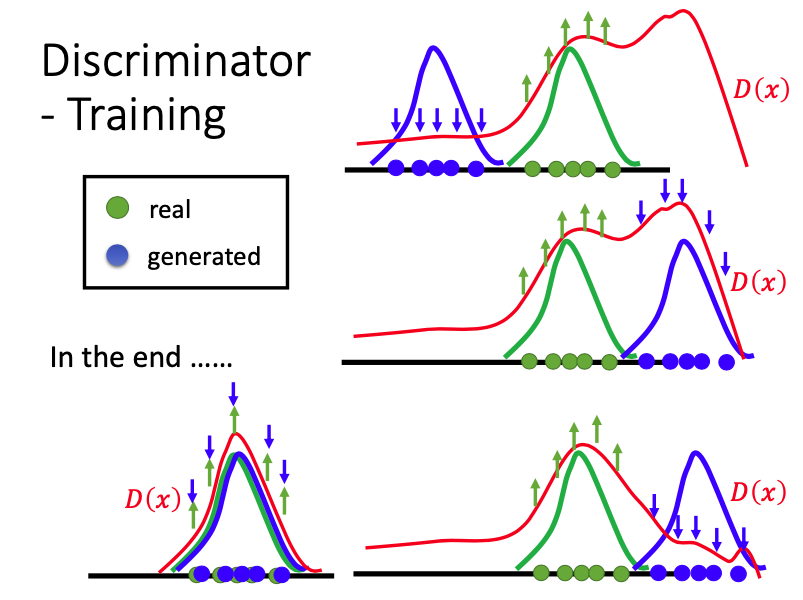 Discriminator
- Training
D(x)
real
generated
D(x)
In the end ……
D(x)
D(x)